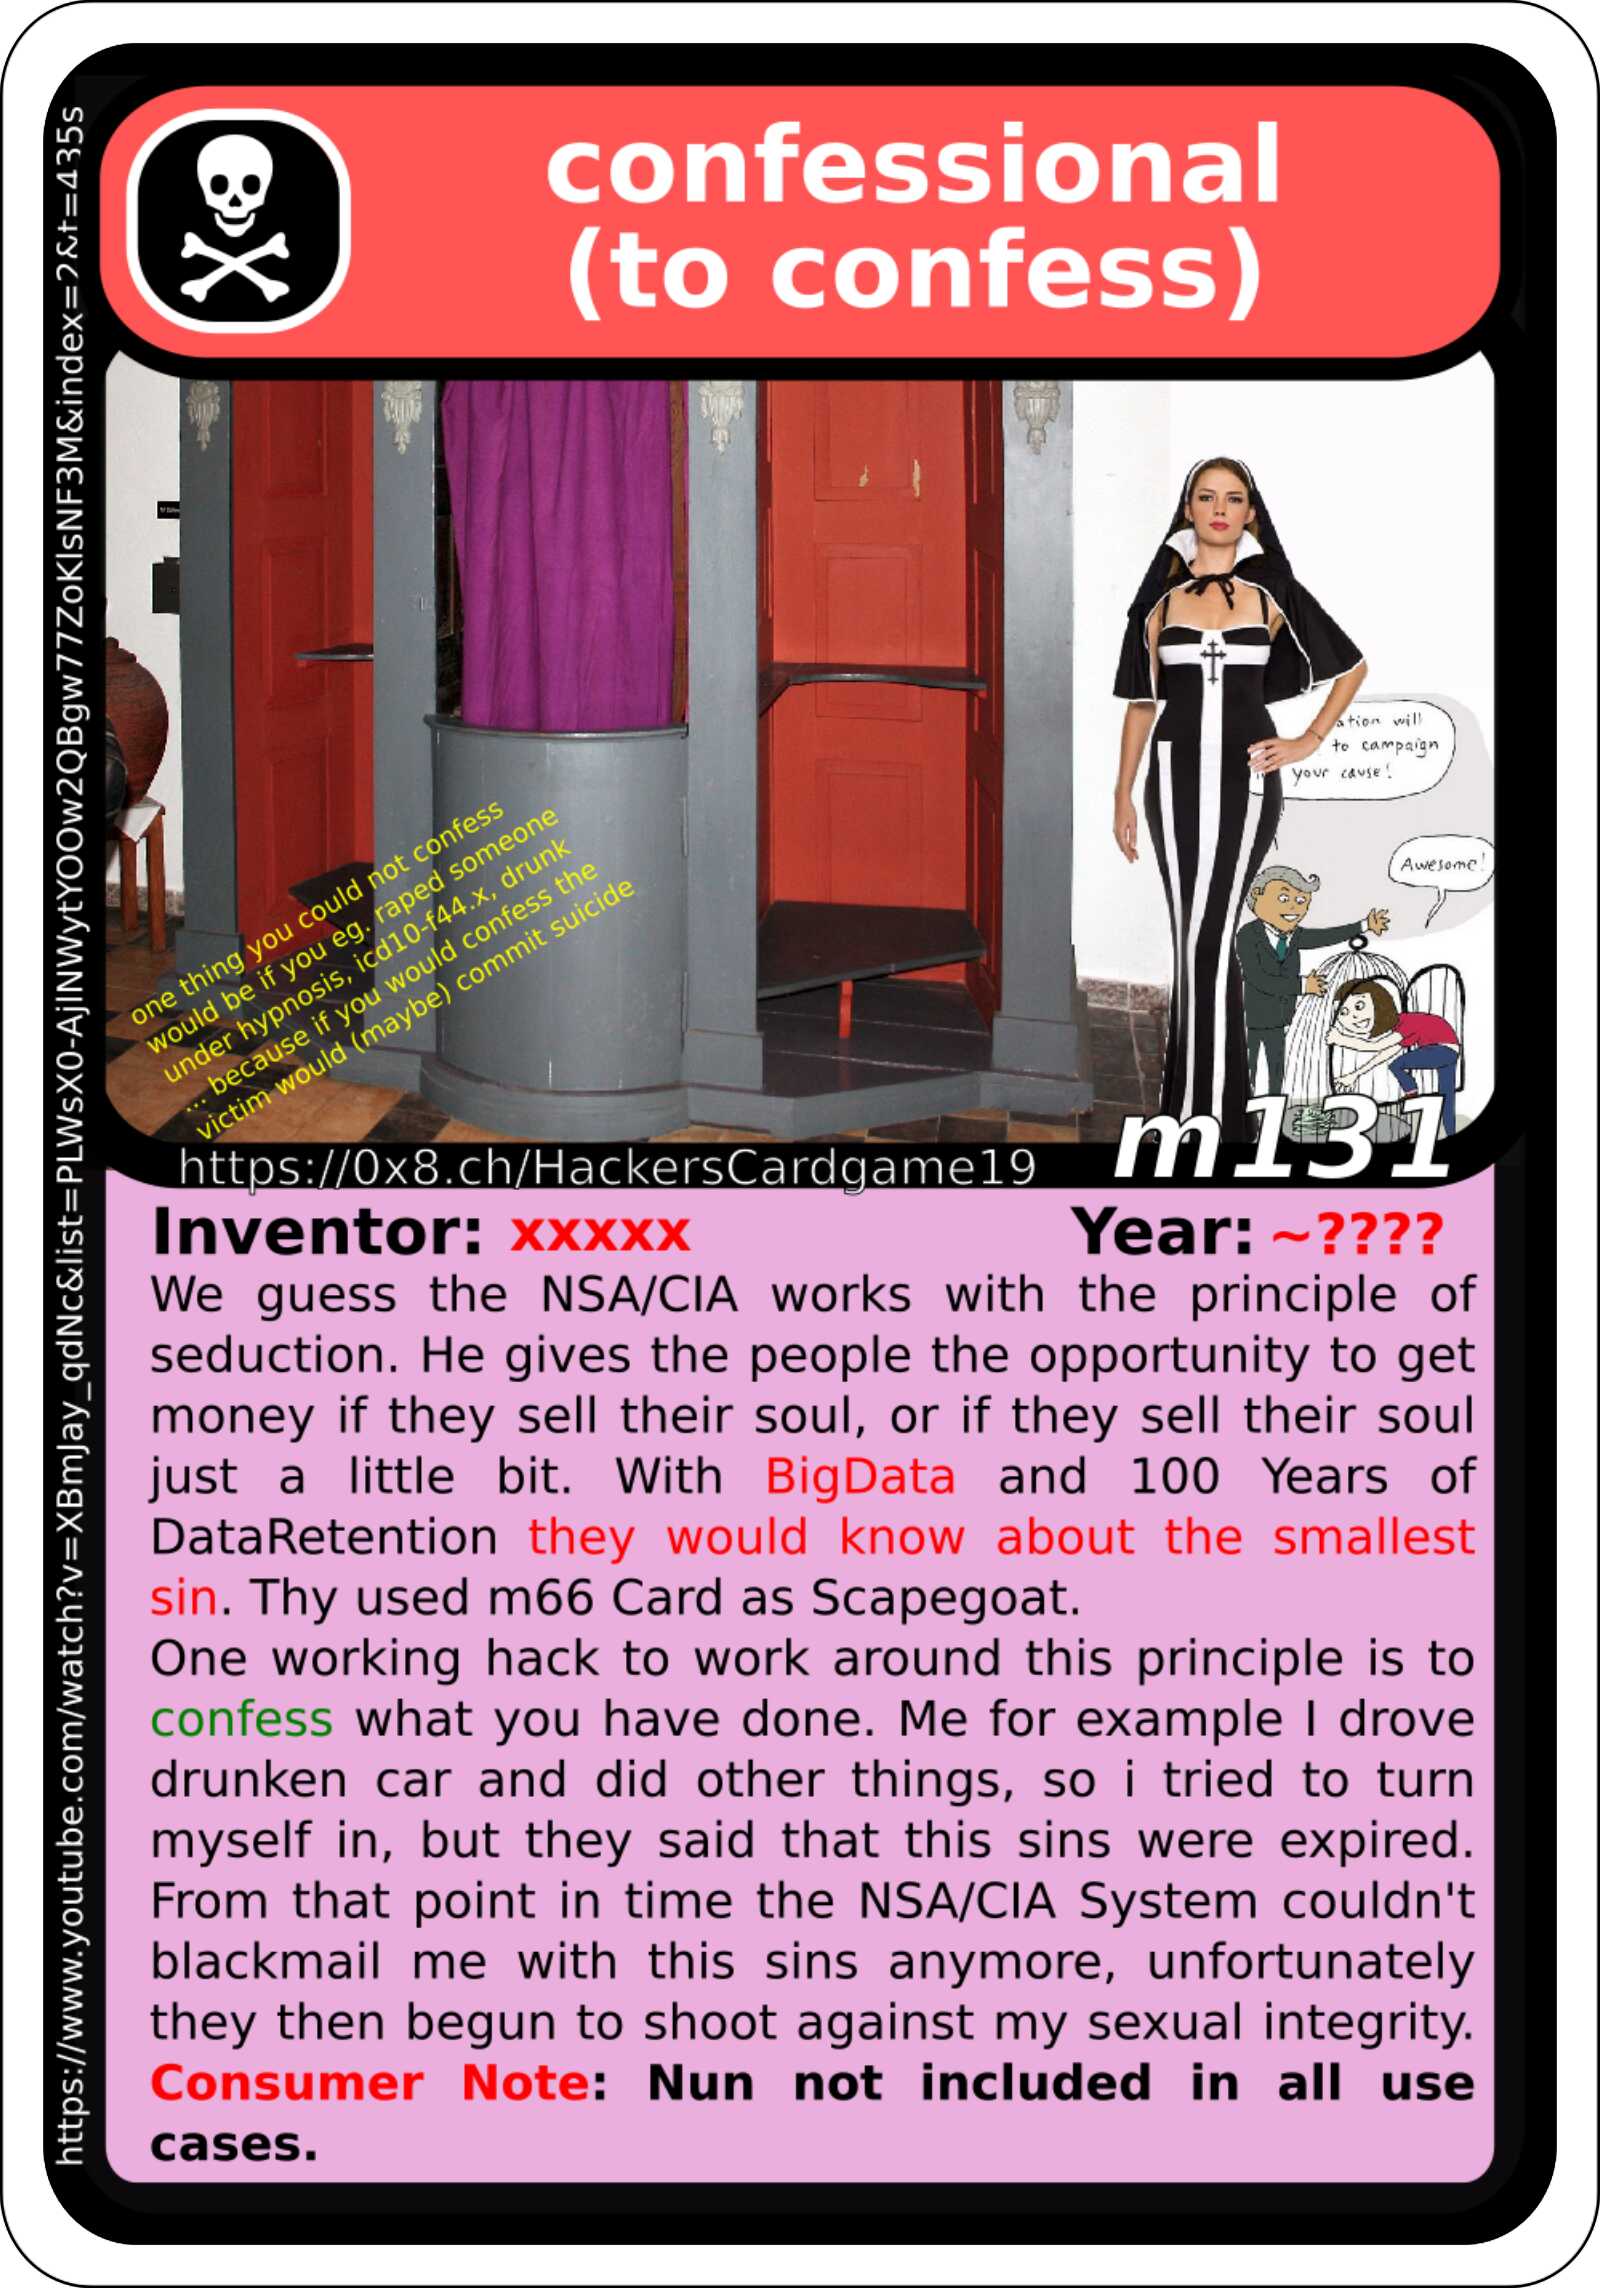 confessional
(to confess)
https://www.youtube.com/watch?v=XBmJay_qdNc&list=PLWsX0-AjINWytYOOw2QBgw77ZoKlsNF3M&index=2&t=435s
ation will
to campaign
your cause!
Awesome!
one thing you could not confess
would be if you eg. raped someone
under hypnosis, icd10-f44.x, drunk
... because if you would confess the
victim would (maybe) commit suicide
https://0x8.ch/HackersCardgame19
m131
Inventor: xxxxx Year: ~????
We guess the NSA/CIA works with the principle of
seduction. He gives the people the opportunity to get
money if they sell their soul, or if they sell their soul
just a little bit. With BigData and 100 Years of
DataRetention they would know about the smallest
sin. Thy used m66 Card as Scapegoat.
One working hack to work around this principle is to
confess what you have done. Me for example I drove
drunken car and did other things, so i tried to turn
myself in, but they said that this sins were expired.
From that point in time the NSA/CIA System couldn't
blackmail me with this sins anymore, unfortunately
they then begun to shoot against my sexual integrity.
Consumer Note: Nun not included in all use
cases.